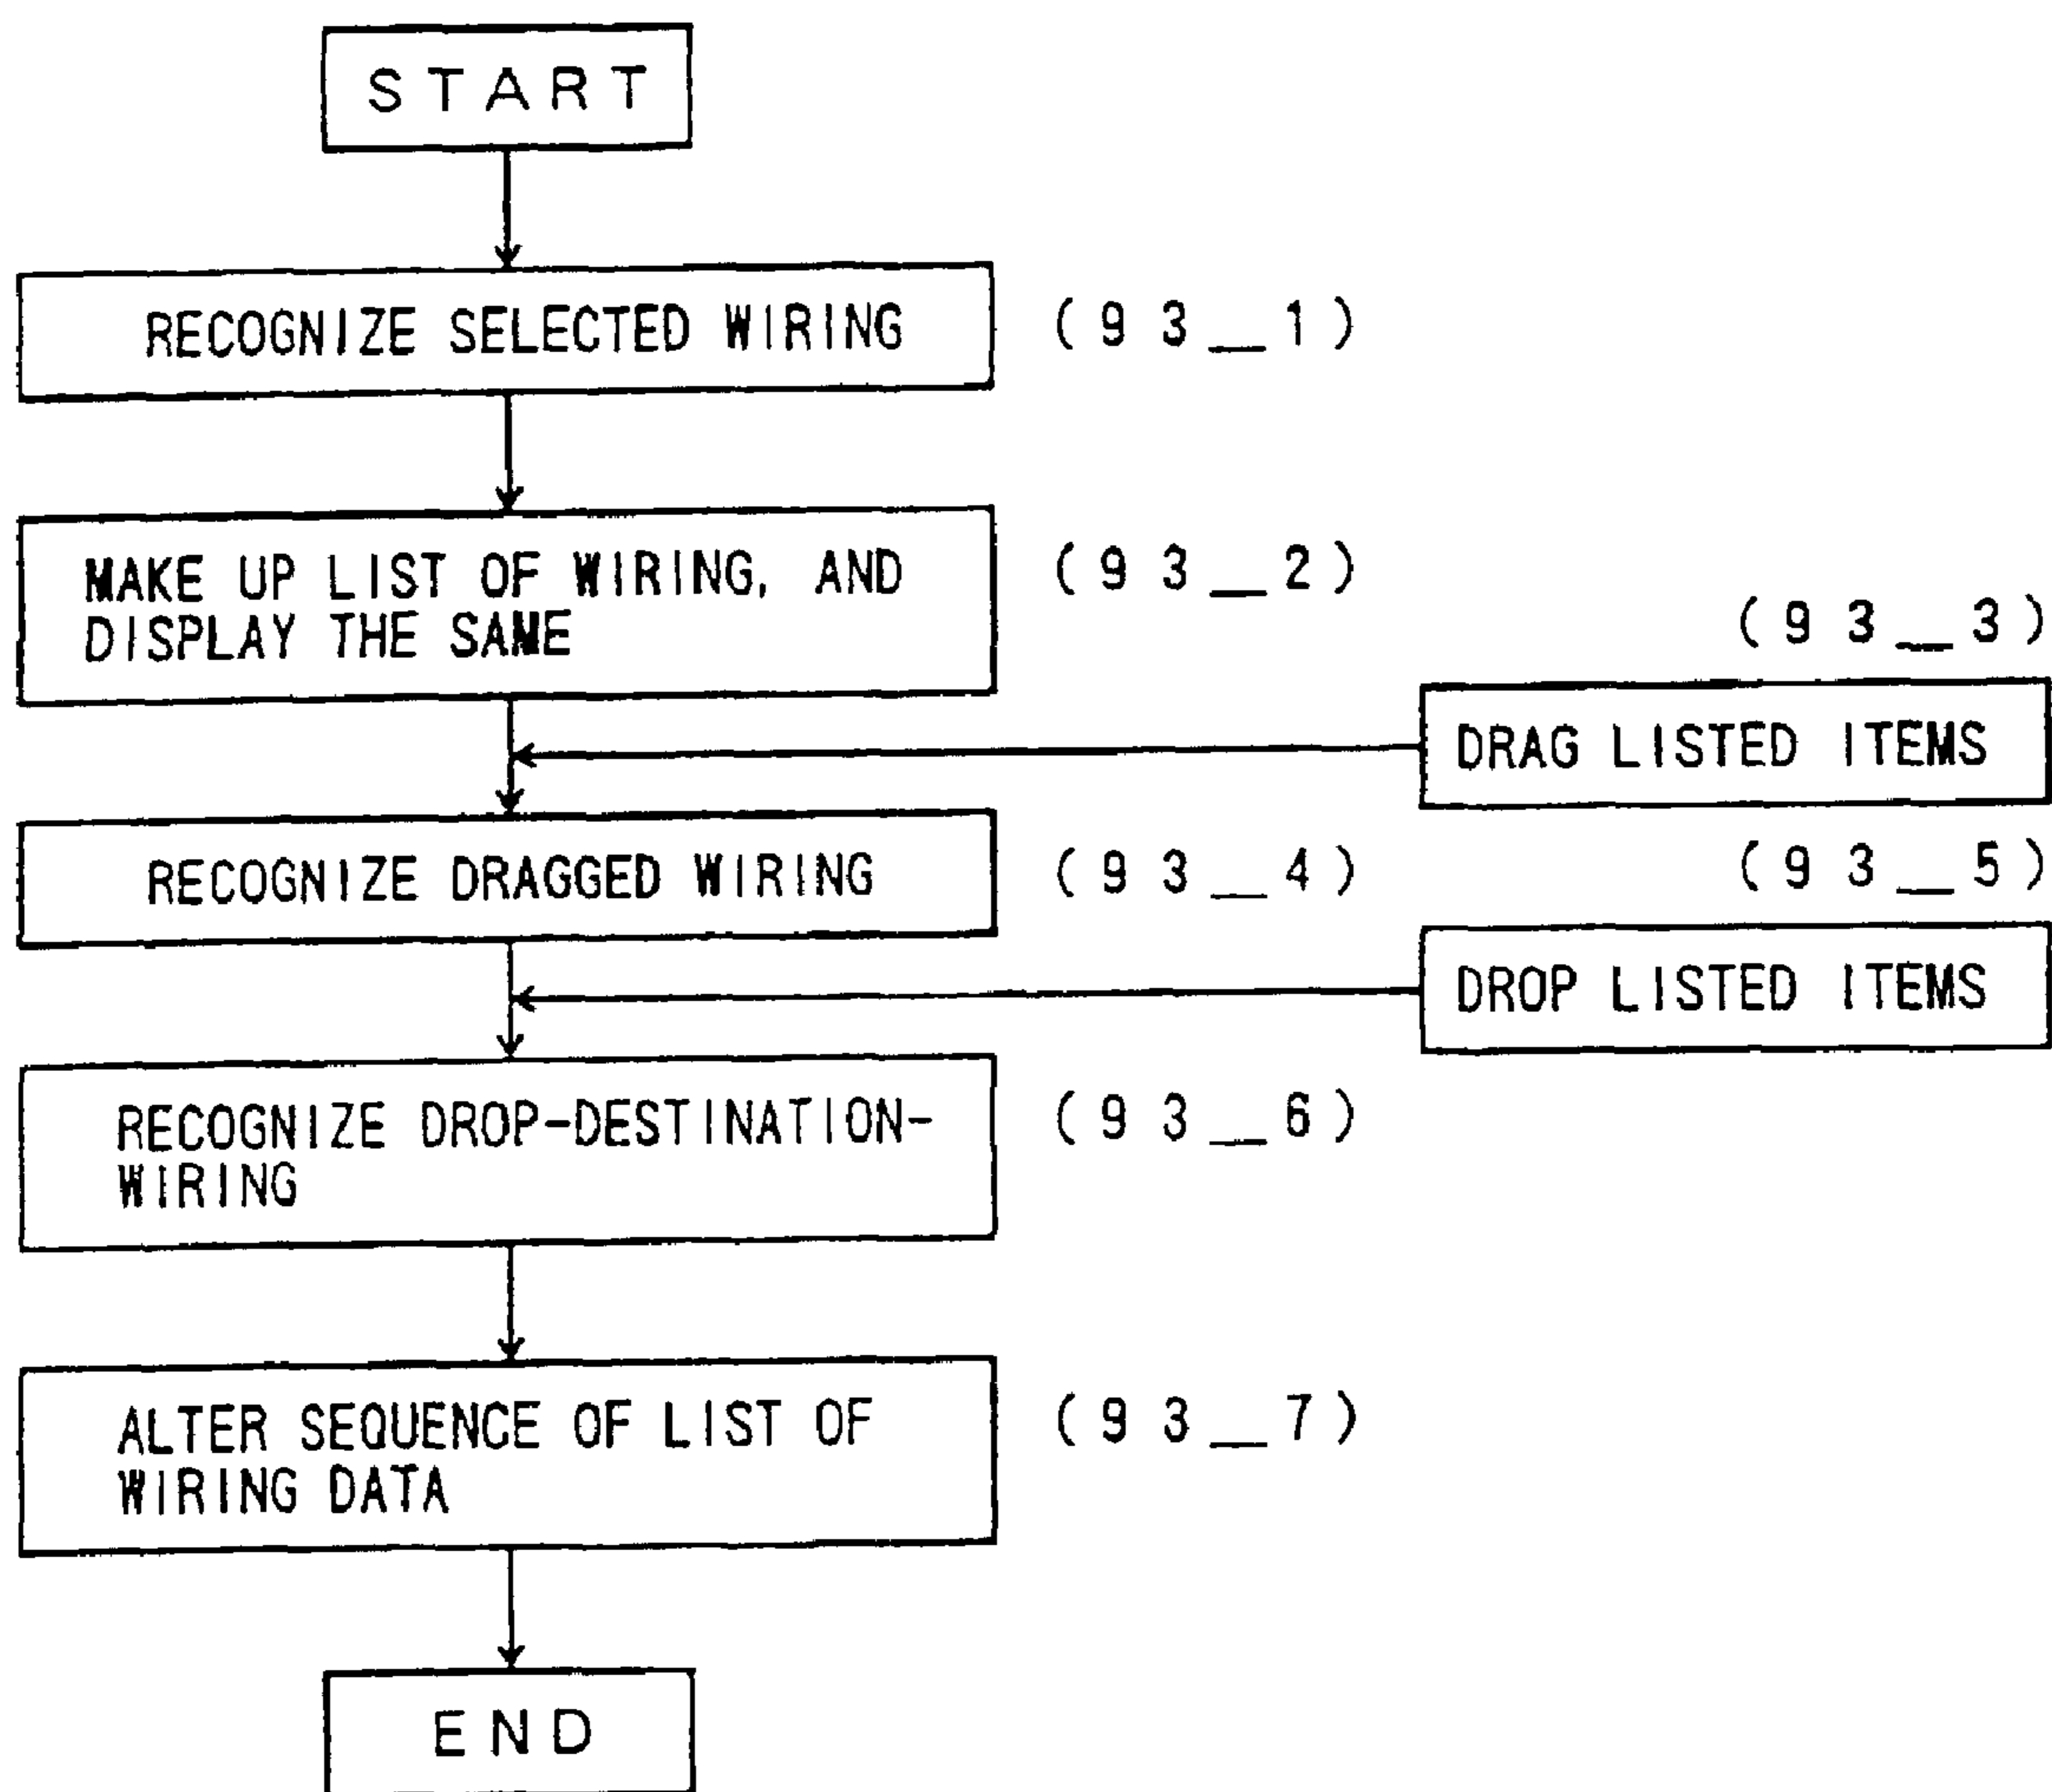 START
RECOGNIZE SELECTED WIRING
(93_1)
MAKE UP LIST OF WIRING, AND
DISPLAY THE SAME
(93_2)
(93_3)
DRAG LISTED ITEMS
RECOGNIZE DRAGGED WIRING
(93_4)
(93_5)
DROP LISTED ITEMS
RECOGNIZE DROP-DESTINATION-
WIRING
(93_6)
ALTER SEQUENCE OF LIST OF
WIRING DATA
(93_7)
END